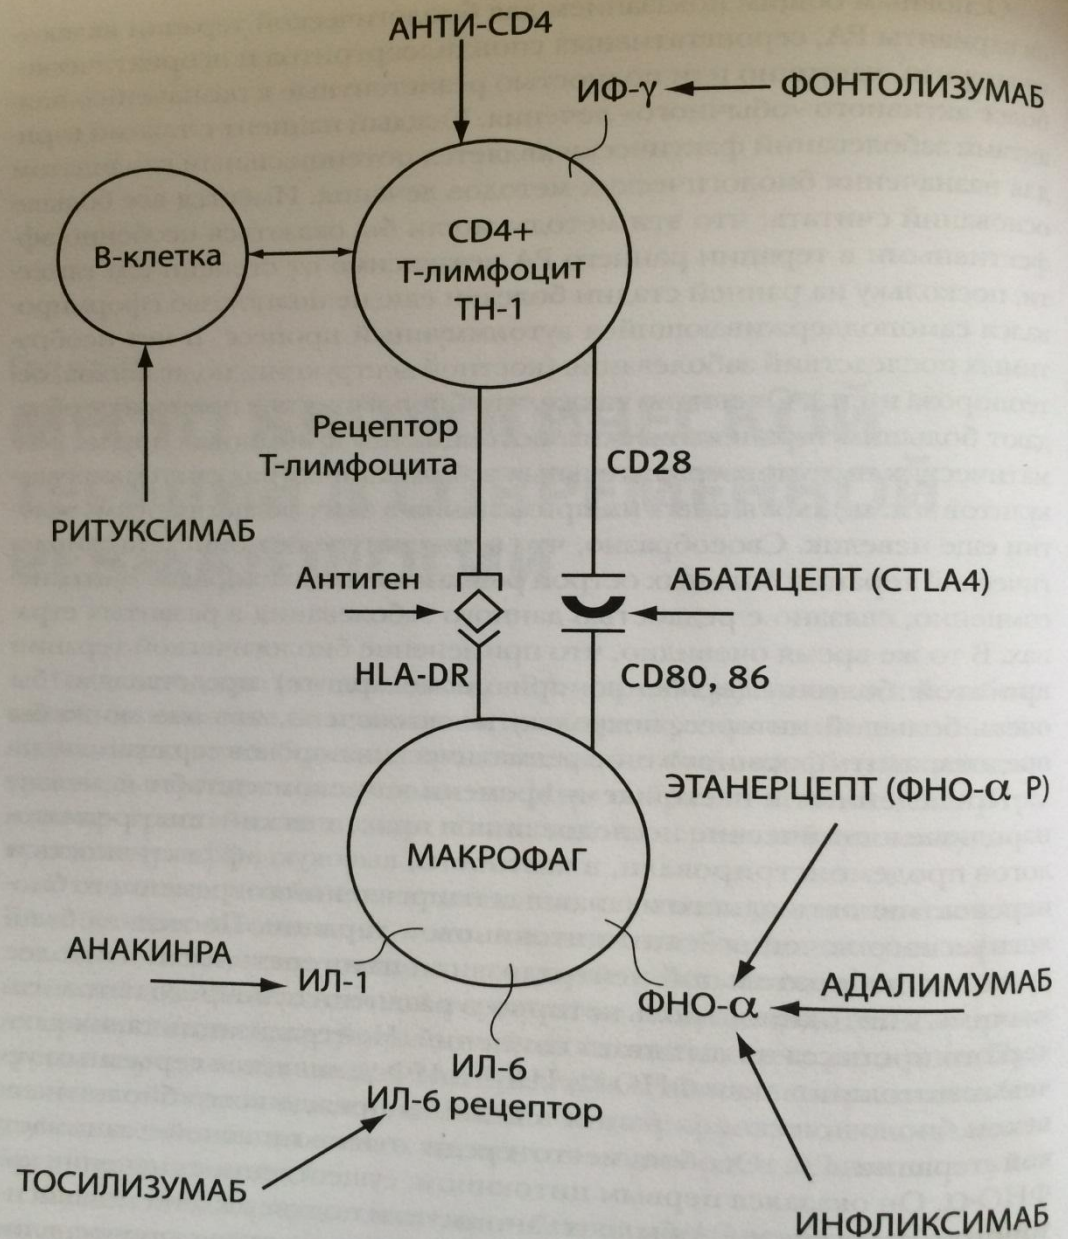 АНТИ-CD4
ИФ-γ
ФОНТОЛИЗУМАБ
В-клетка
CD4+
Т-лимфоцит
ТН-1
Рецептор
Т-лимфоцита
CD28
РИТУКСИМАБ
Антиген
АБАТАЦЕПТ (CTLA4)
HLA-DR
CD80, 86
ЭТАНЕРЦЕПТ (ФНО-α Р)
МАКРОФАГ
АНАКИНРА
ИЛ-1
ФНО-α
АДАЛИМУМАБ
ИЛ-6
ИЛ-6 рецептор
ТОСИЛИЗУМАБ
ИНФЛИКСИМАБ